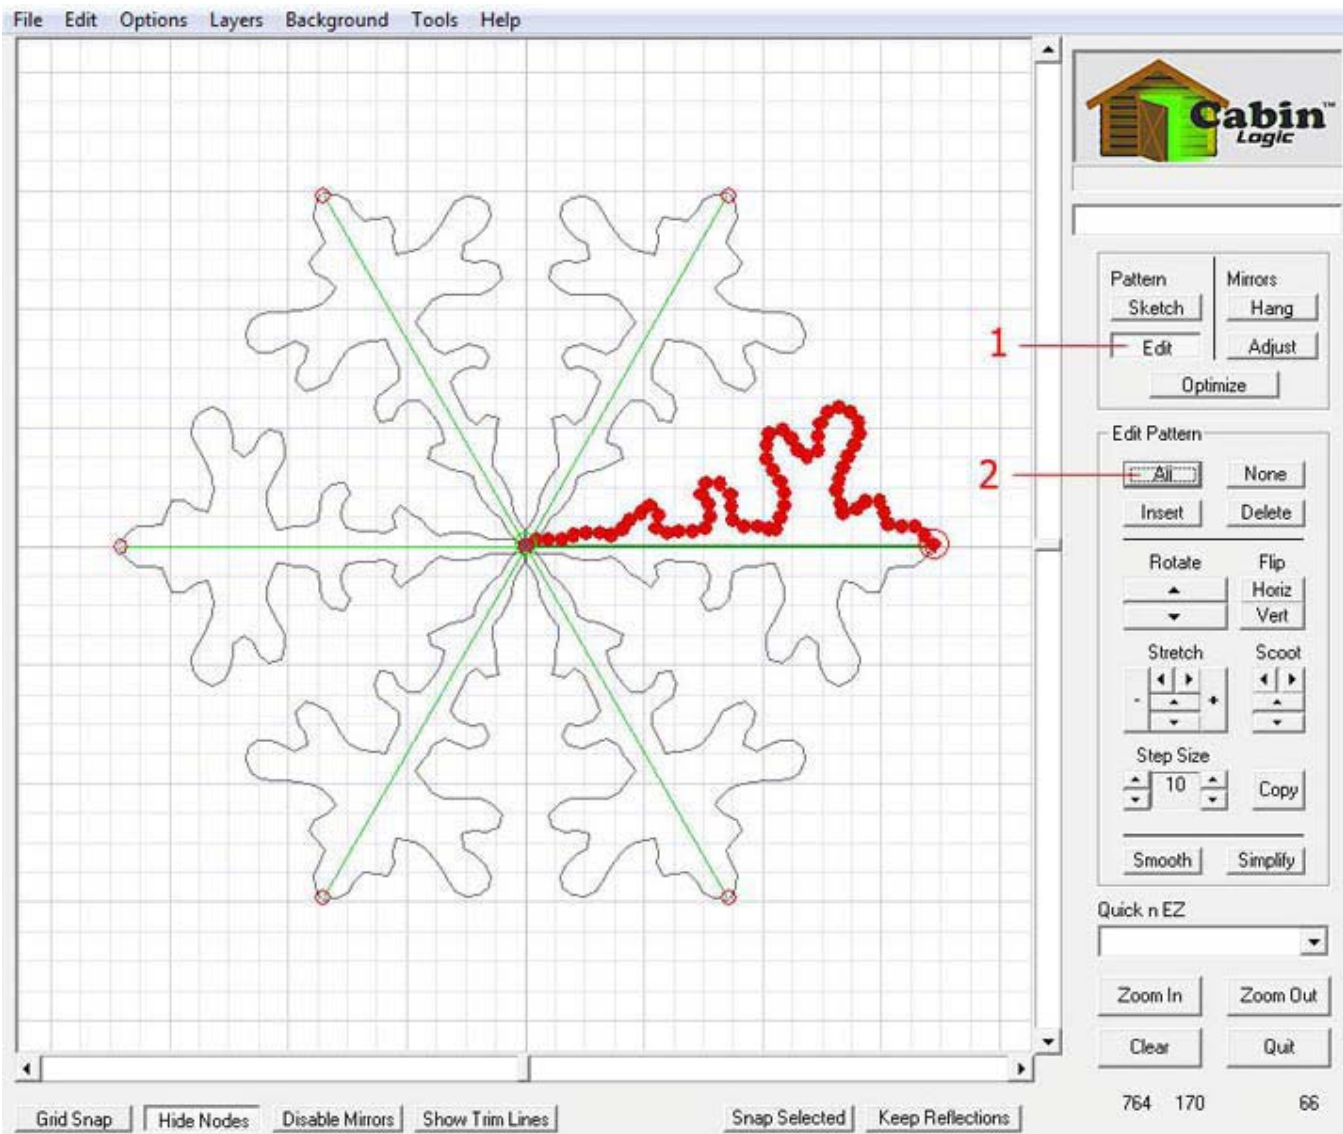 File Edit Options Layers Background Tools Help
Cabin™
Logic
Pattern Mirrors
Sketch Hang
1 Edit Adjust
Optimize
Edit Pattern
2 All None
Insert Delete
Rotate Flip
Horiz
Vert
Stretch Scoot
- +
Step Size
10 Copy
Smooth Simplify
Quick n EZ
Zoom In Zoom Out
Clear Quit
764 170 66
Grid Snap Hide Nodes Disable Mirrors Show Trim Lines Snap Selected Keep Reflections